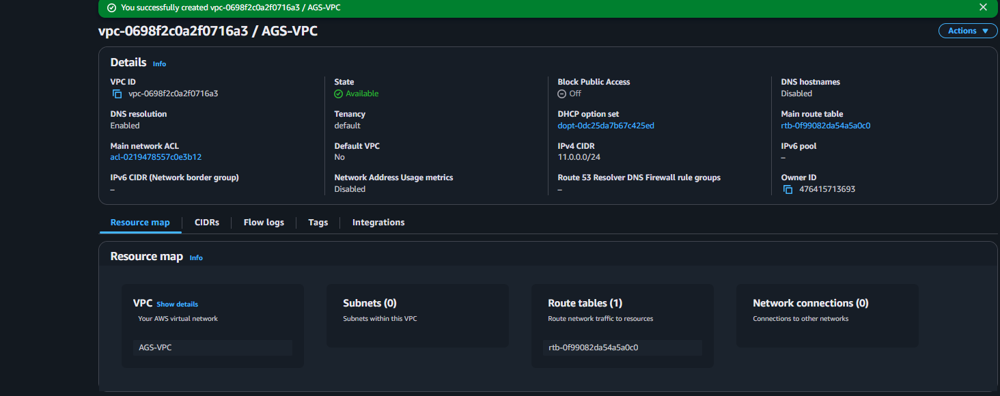 You successfully created vpc-0698f2c0a2f0716a3 / AGS-VPC
vpc-0698f2c0a2f0716a3 / AGS-VPC
Actions
Details Info
VPC ID
vpc-0698f2c0a2f0716a3
State
Available
Block Public Access
Off
DNS hostnames
Disabled
DNS resolution
Enabled
Tenancy
default
DHCP option set
dopt-0dc25da7b67c425ed
Main route table
rtb-0f99082da54a5a0c0
Main network ACL
acl-0219478557c0e3b12
Default VPC
No
IPv4 CIDR
11.0.0.0/24
IPv6 pool
–
IPv6 CIDR (Network border group)
–
Network Address Usage metrics
Disabled
Route 53 Resolver DNS Firewall rule groups
–
Owner ID
476415713693
Resource map
CIDRs
Flow logs
Tags
Integrations
Resource map Info
VPC Show details
Your AWS virtual network
AGS-VPC
Subnets (0)
Subnets within this VPC
Route tables (1)
Route network traffic to resources
rtb-0f99082da54a5a0c0
Network connections (0)
Connections to other networks